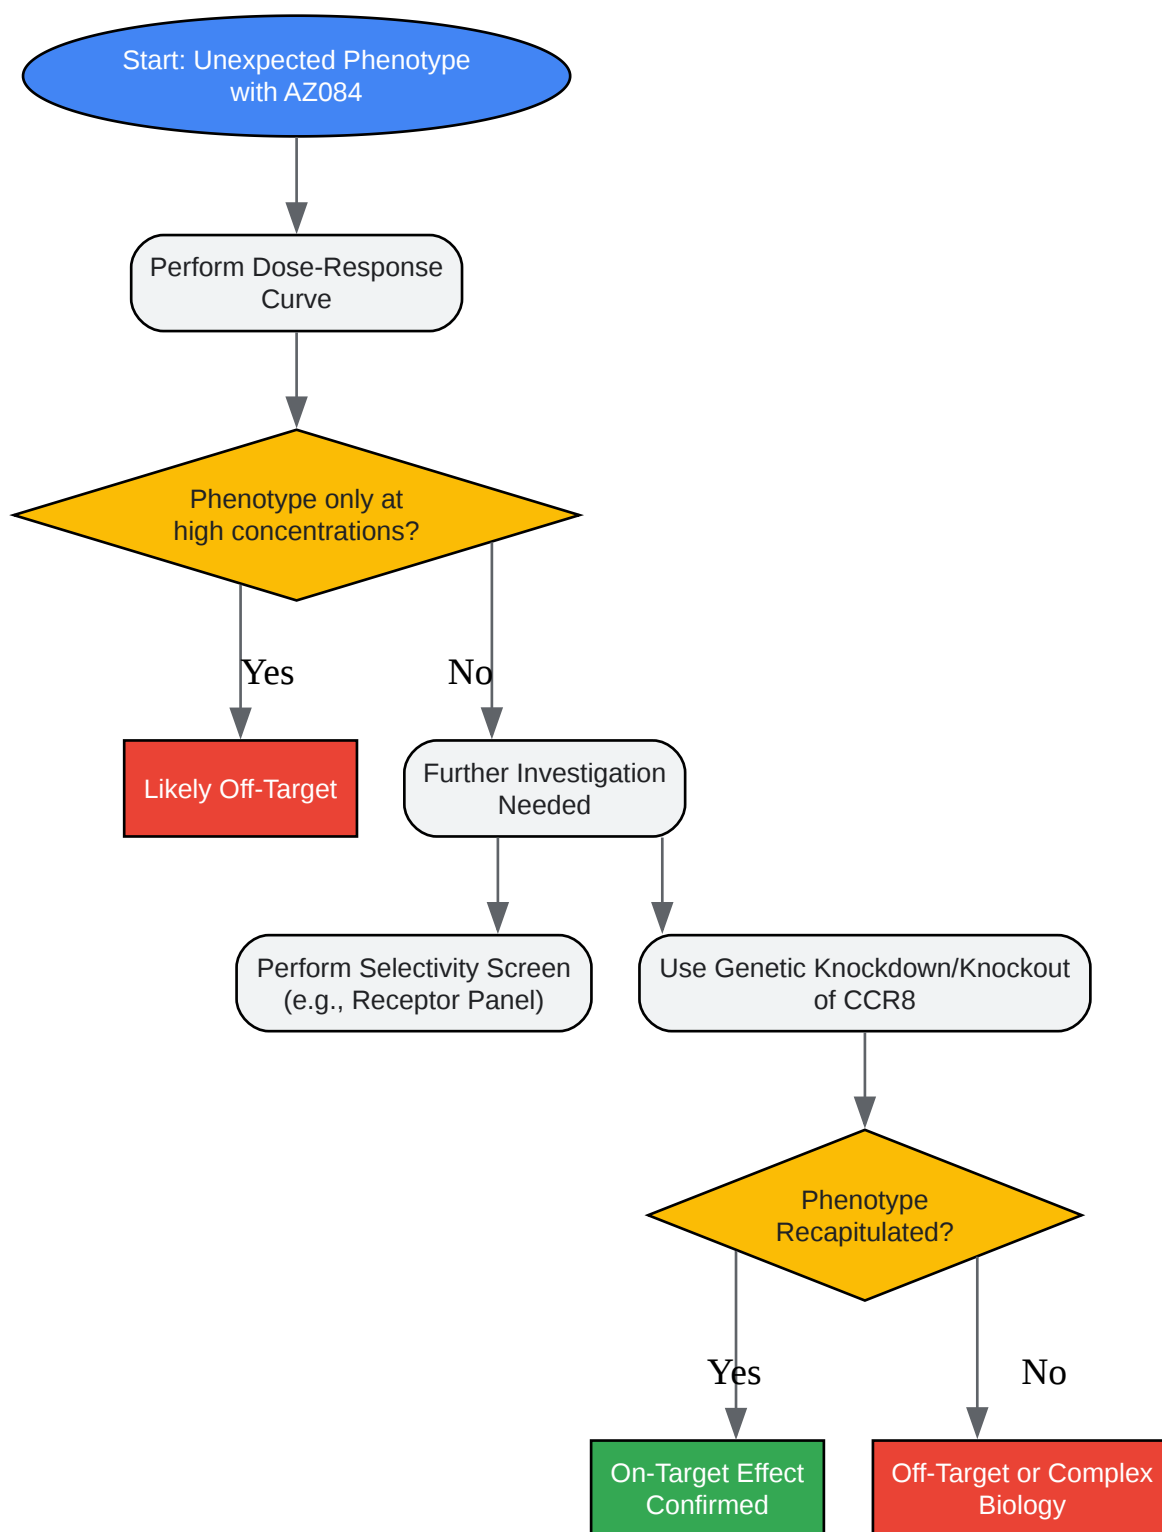 Start: Unexpected Phenotype
with AZ084
Perform Dose-Response
Curve
Phenotype only at
high concentrations?
Yes
No
Likely Off-Target
Further Investigation
Needed
Perform Selectivity Screen
(e.g., Receptor Panel)
Use Genetic Knockdown/Knockout
of CCR8
Phenotype
Recapitulated?
Yes
No
On-Target Effect
Confirmed
Off-Target or Complex
Biology